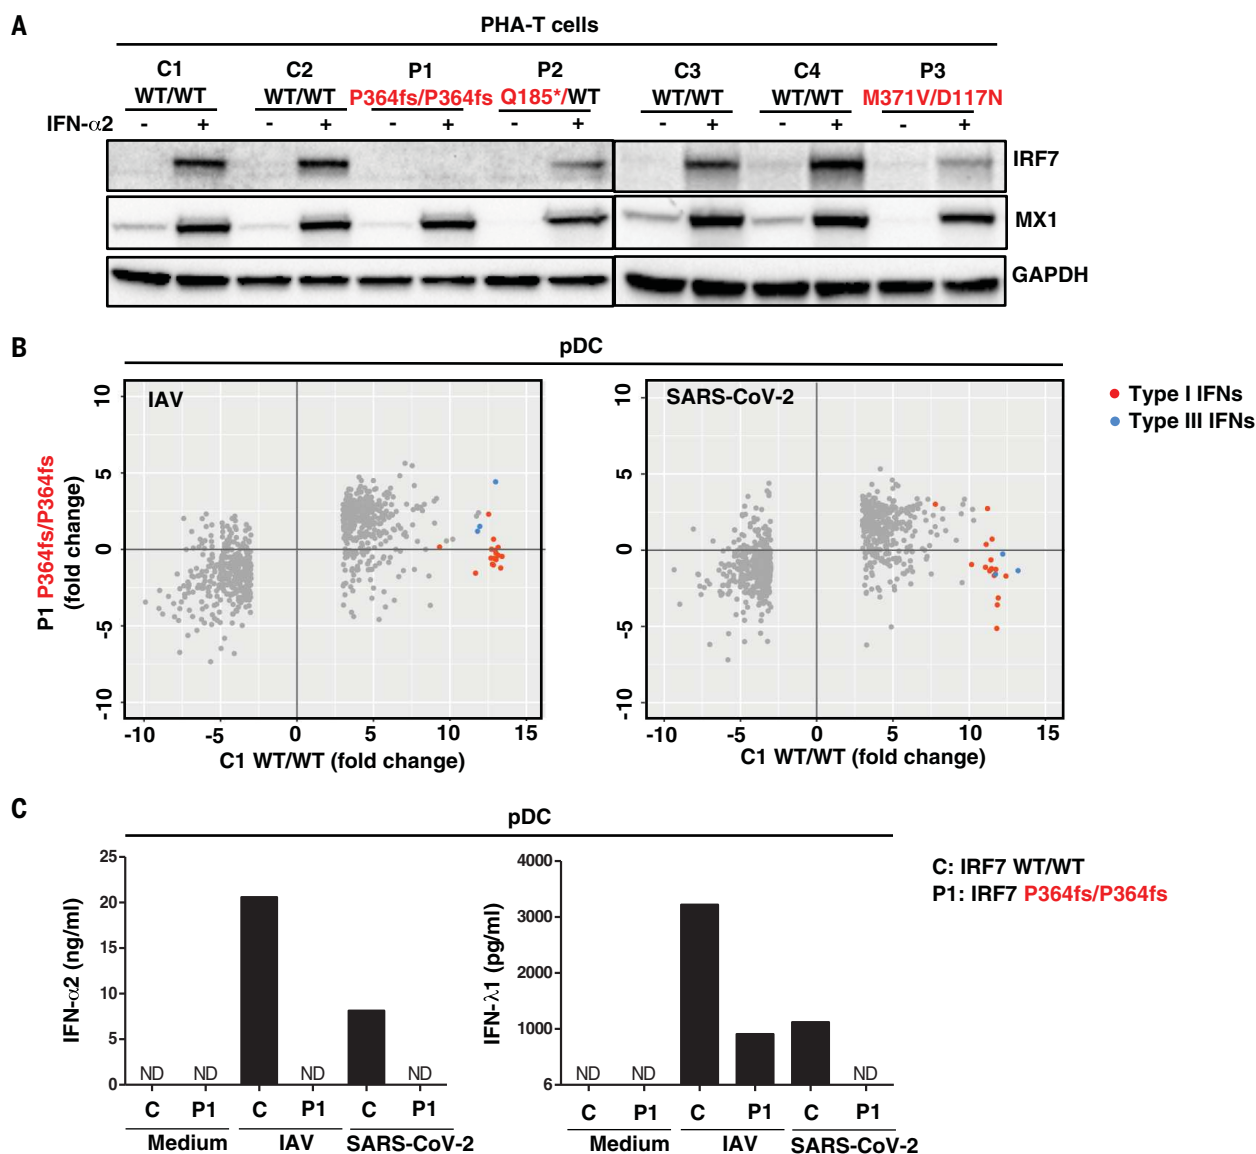 A
PHA-T cells
C1 C2 P1 P2 C3 C4 P3
WT/WT WT/WT P364fs/P364fs Q185*/WT WT/WT WT/WT M371V/D117N
IFN-α2 - + - + - + - + - + - + - +
IRF7
MX1
GAPDH
B
pDC
IAV
SARS-CoV-2
Type I IFNs
Type III IFNs
P1 P364fs/P364fs
(fold change)
10
5
0
-5
-10
10
5
0
-5
-10
-10 -5 0 5 10 15
-10 -5 0 5 10 15
C1 WT/WT (fold change)
C1 WT/WT (fold change)
C
pDC
C: IRF7 WT/WT
P1: IRF7 P364fs/P364fs
IFN-α2 (ng/ml)
25
20
15
10
5
0
ND ND ND ND
C P1 C P1 C P1
Medium IAV SARS-CoV-2
IFN-λ1 (pg/ml)
4000
3000
2000
1000
6
ND ND ND
C P1 C P1 C P1
Medium IAV SARS-CoV-2